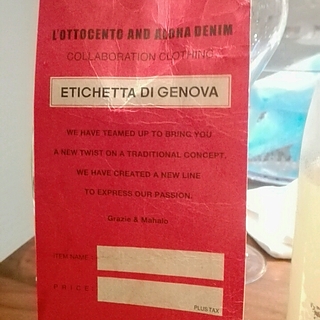 L'OTTOCENTO AND ALOHA DENIM
COLLABORATION CLOTHING
ETICHETTA DI GENOVA
WE HAVE TEAMED UP TO BRING YOU
A NEW TWIST ON A TRADITIONAL CONCEPT.
WE HAVE CREATED A NEW LINE
TO EXPRESS OUR PASSION.
Grazie & Mahalo
ITEM NAME:
PRICE:
PLUS TAX